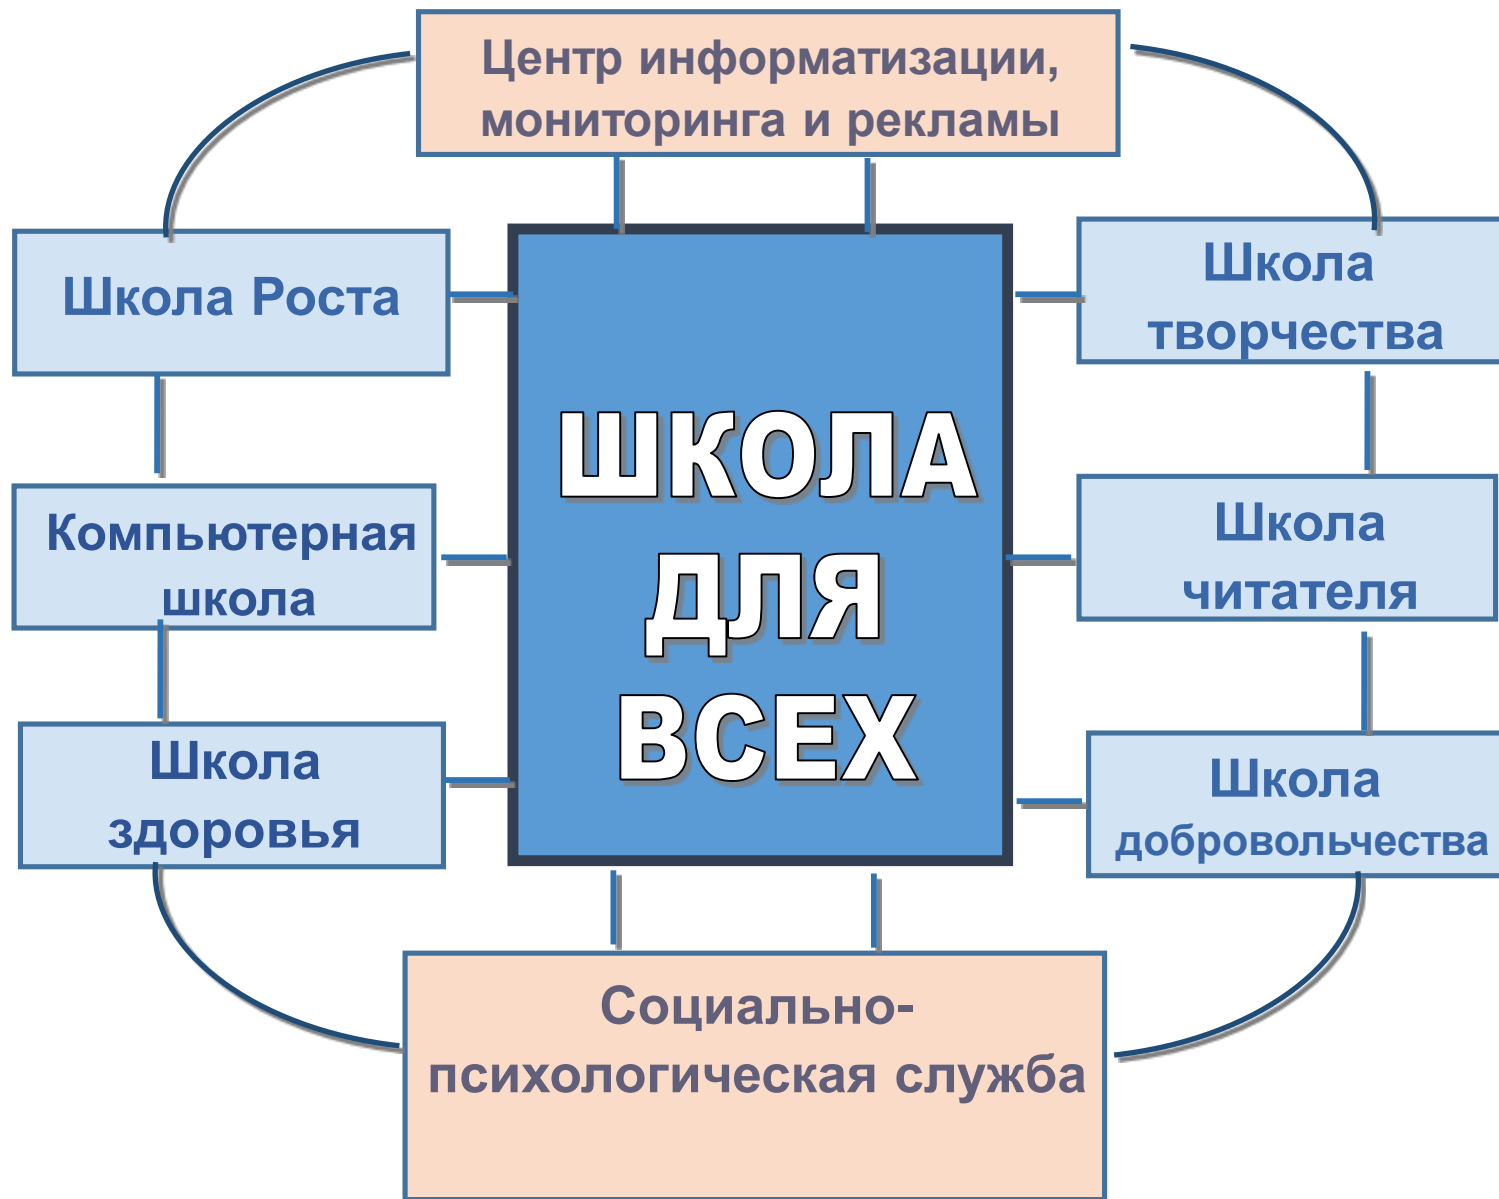 Центр информатизации,
мониторинга и рекламы
Школа Роста
Школа
творчества
ШКОЛА
ДЛЯ
ВСЕХ
Компьютерная
школа
Школа
читателя
Школа
здоровья
Школа
добровольчества
Социально-
психологическая служба